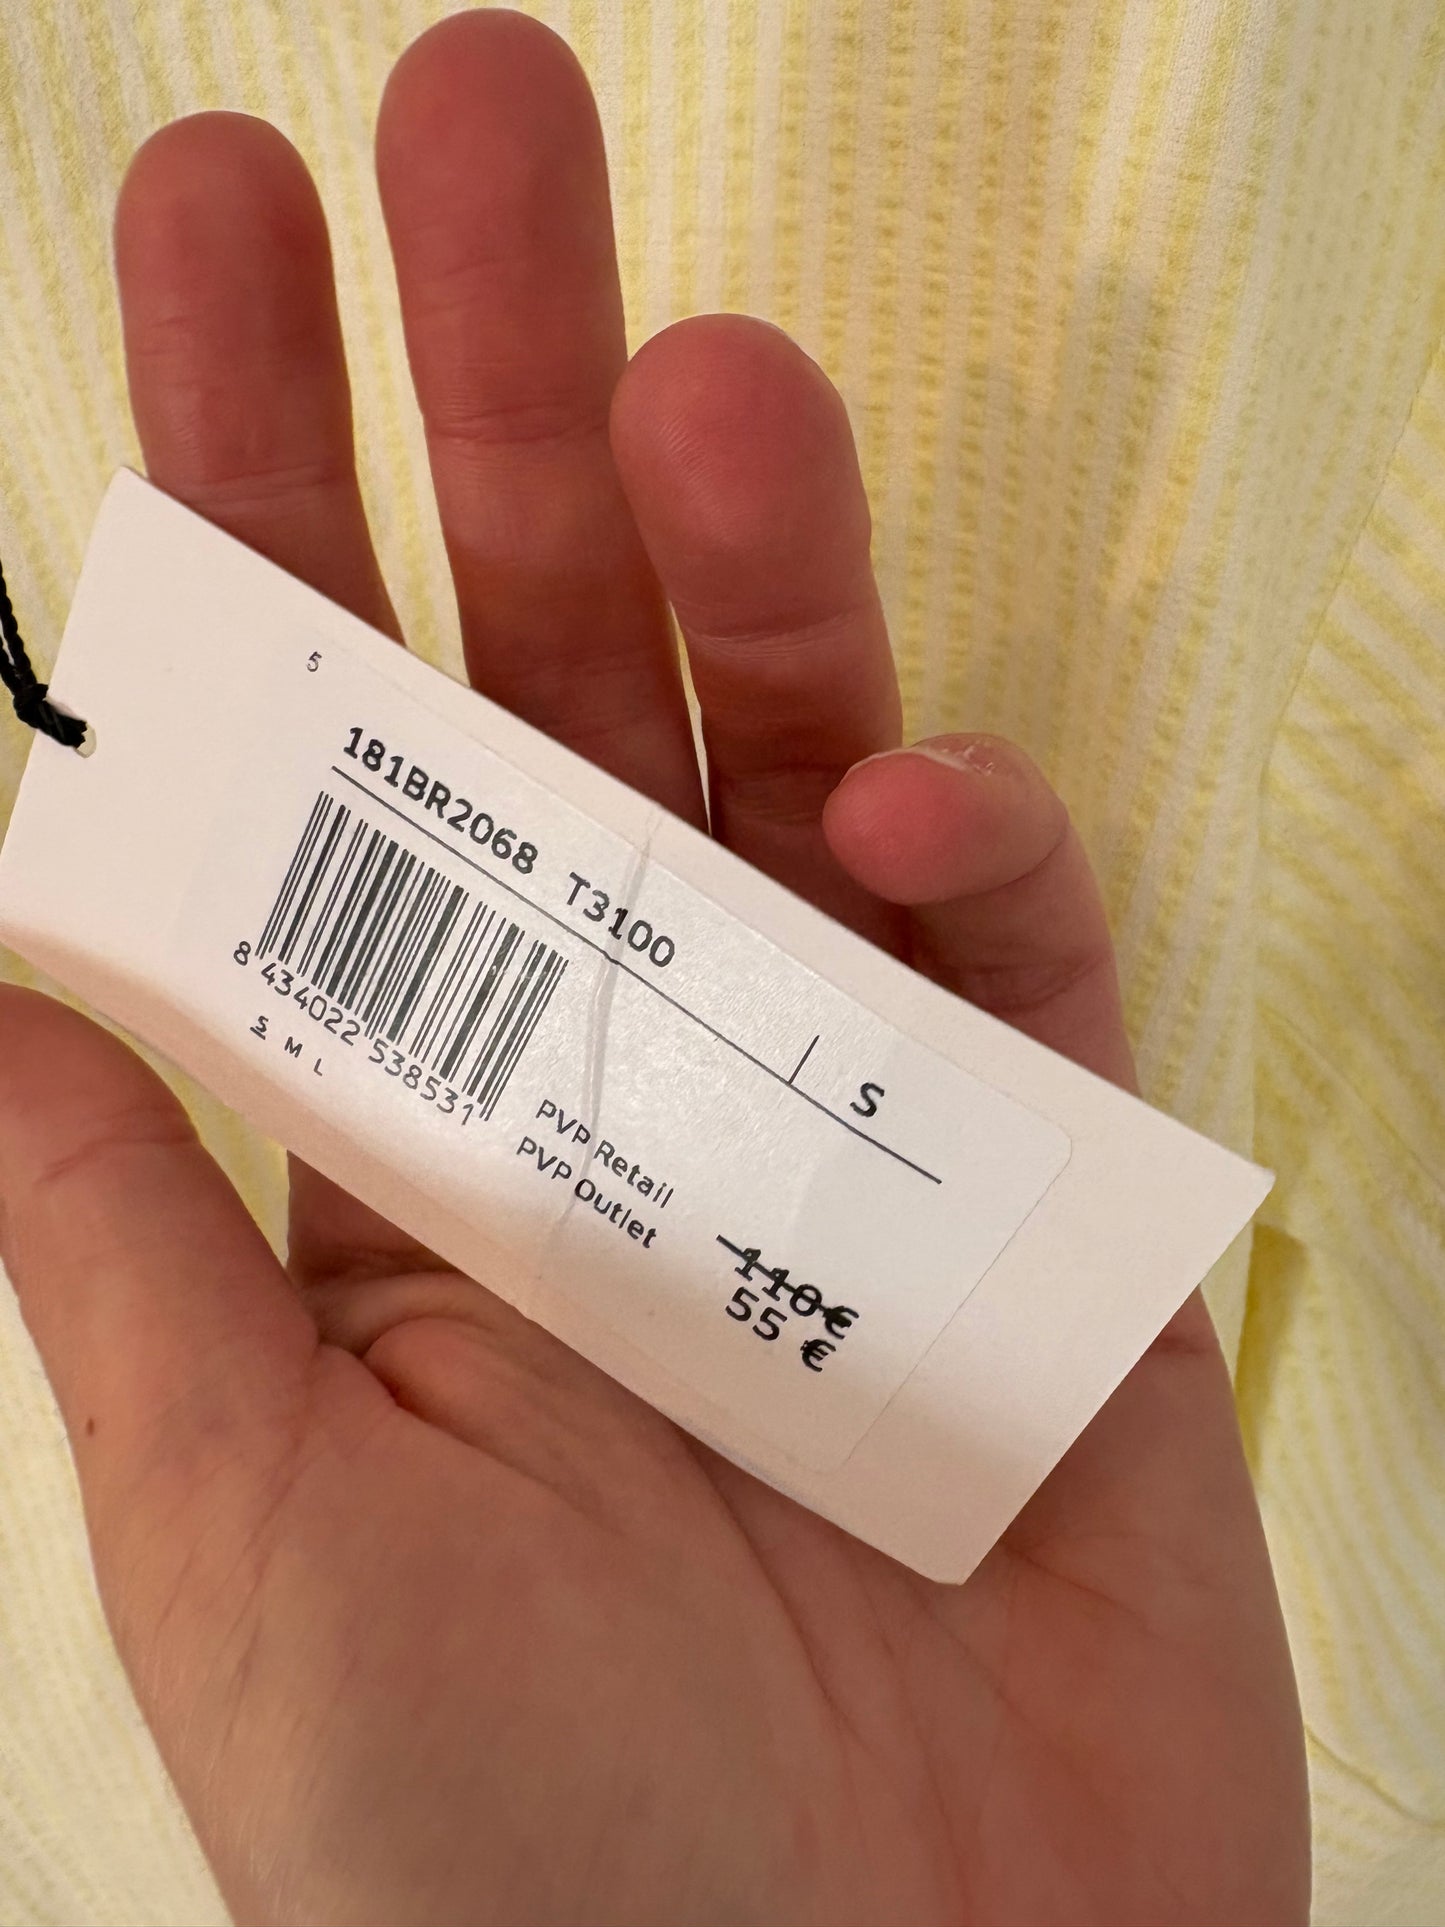 5
181BR2068 T3100
S
8 434022 538531
S M L
PVP Retail 110€
PVP Outlet 55 €